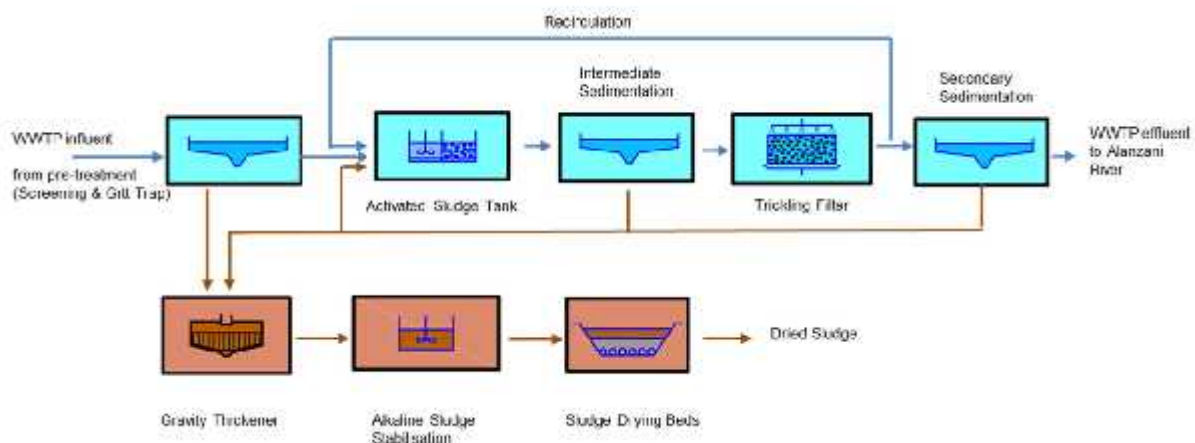 Recirculation
Intermediate
Sedimentation
Secondary
Sedimentation
WWTP influent
from pre-treatment
(Screening & Grit Trap)
WWTP effluent
to Alanzani
River
Activated Sludge Tank
Trickling Filter
Dried Sludge
Gravity Thickener
Alkaline Sludge
Stabilisation
Sludge Drying Beds